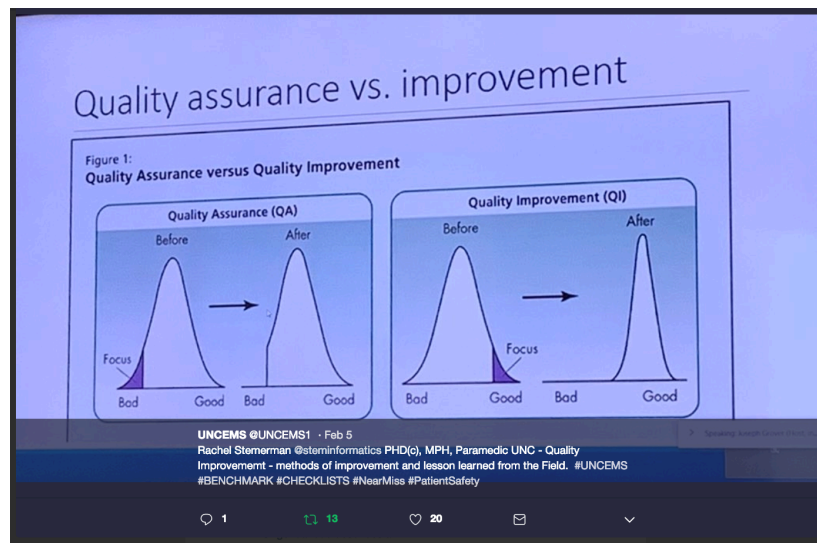 Quality assurance vs. improvement
Figure 1:
Quality Assurance versus Quality Improvement
Quality Assurance (QA)
Before
After
Focus
Bad
Good
Bad
Good
Quality Improvement (QI)
Before
After
Focus
Bad
Good
Bad
Good
UNCEMS @UNCEMS1 · Feb 5
Rachel Stemerman @steminformatics PHD(c), MPH, Paramedic UNC - Quality
Improvememt - methods of improvement and lesson learned from the Field. #UNCEMS
#BENCHMARK #CHECKLISTS #NearMiss #PatientSafety
1
13
20